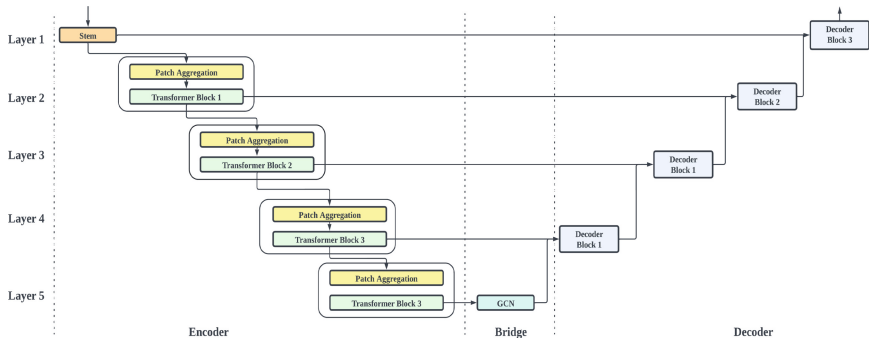 Layer 1
Stem
Decoder
Block 3
Patch Aggregation
Layer 2
Transformer Block 1
Decoder
Block 2
Patch Aggregation
Layer 3
Transformer Block 2
Decoder
Block 1
Patch Aggregation
Layer 4
Transformer Block 3
Decoder
Block 1
Patch Aggregation
Layer 5
Transformer Block 3
GCN
Encoder
Bridge
Decoder